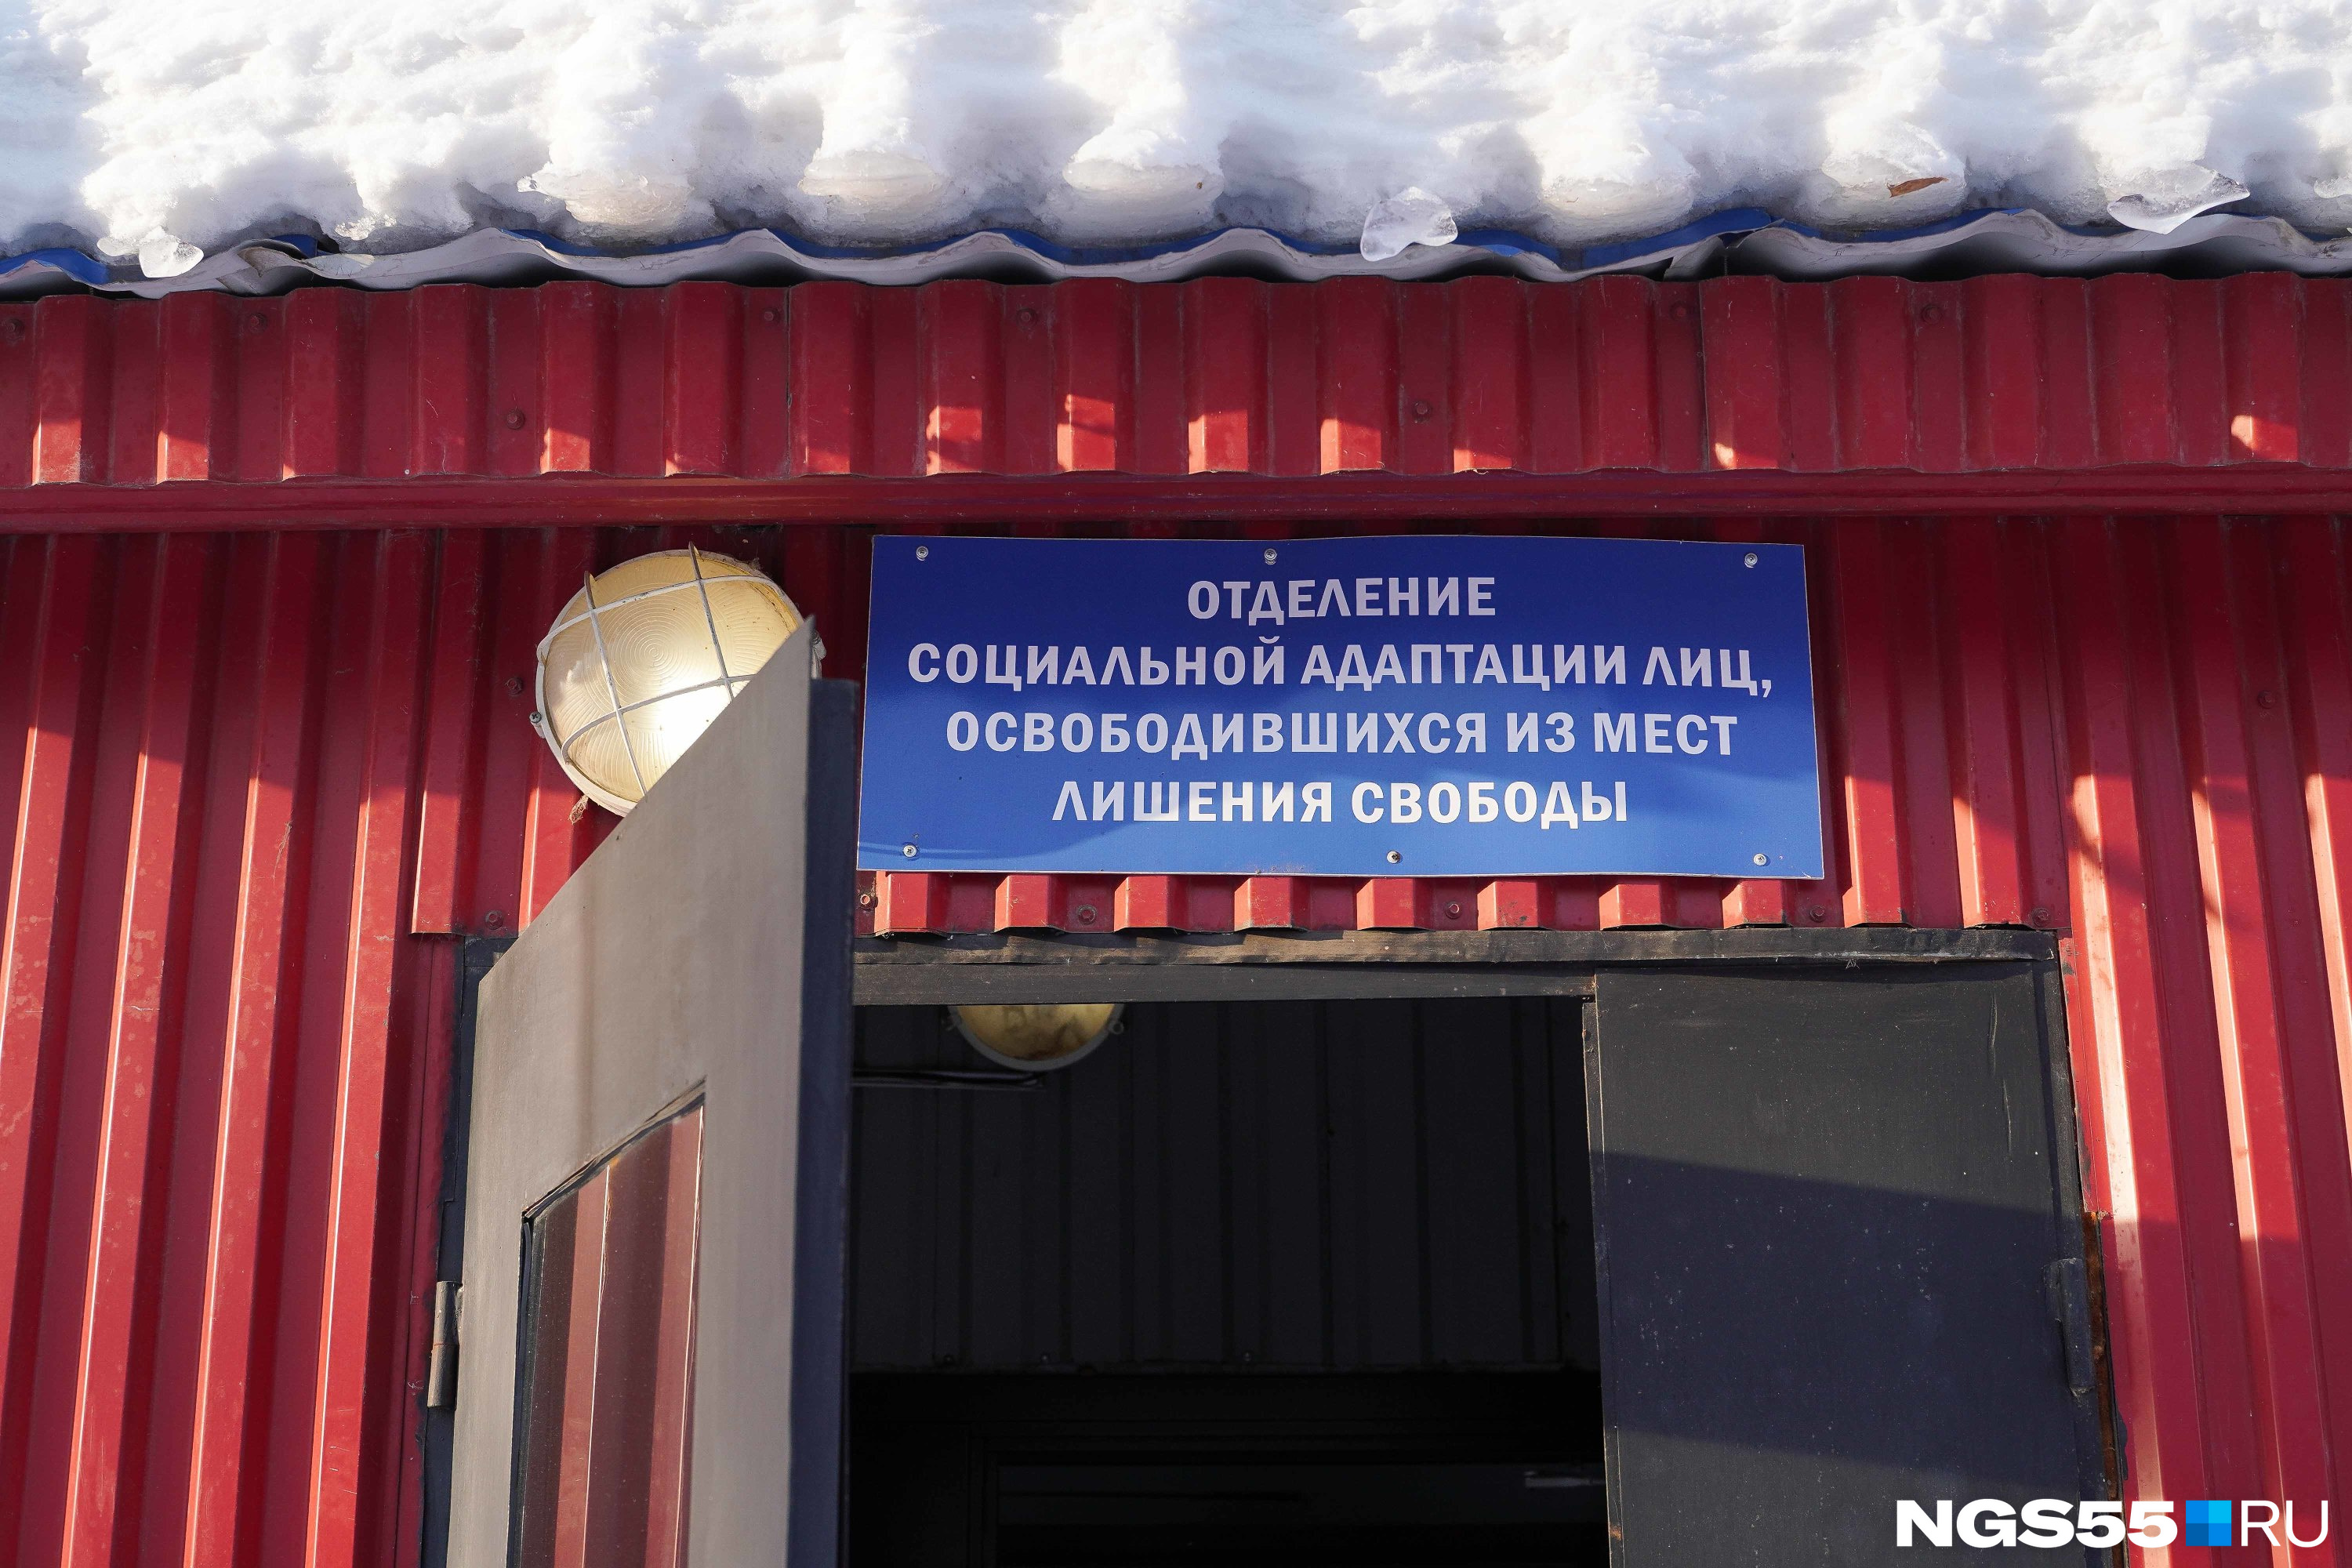 ОТДЕЛЕНИЕ
СОЦИАЛЬНОЙ АДАПТАЦИИ ЛИЦ,
ОСВОБОДИВШИХСЯ ИЗ МЕСТ
ЛИШЕНИЯ СВОБОДЫ
NGS55 RU